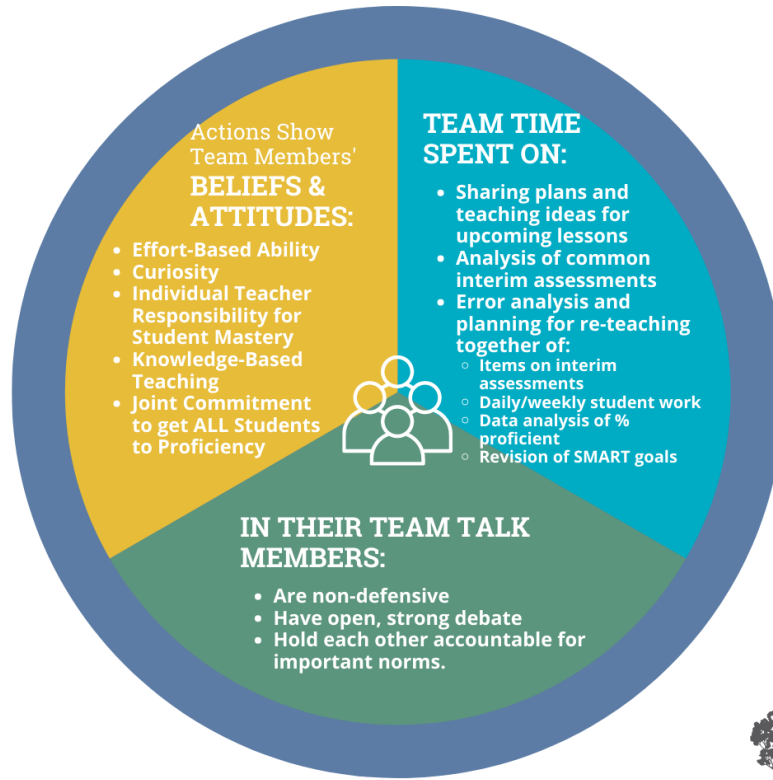 Actions Show
Team Members'
BELIEFS &
ATTITUDES:
• Effort-Based Ability
• Curiosity
• Individual Teacher
Responsibility for
Student Mastery
• Knowledge-Based
Teaching
• Joint Commitment
to get ALL Students
to Proficiency
TEAM TIME
SPENT ON:
• Sharing plans and
teaching ideas for
upcoming lessons
• Analysis of common
interim assessments
• Error analysis and
planning for re-teaching
together of:
○ Items on interim
assessments
○ Daily/weekly student work
○ Data analysis of %
proficient
○ Revision of SMART goals
IN THEIR TEAM TALK
MEMBERS:
• Are non-defensive
• Have open, strong debate
• Hold each other accountable for
important norms.